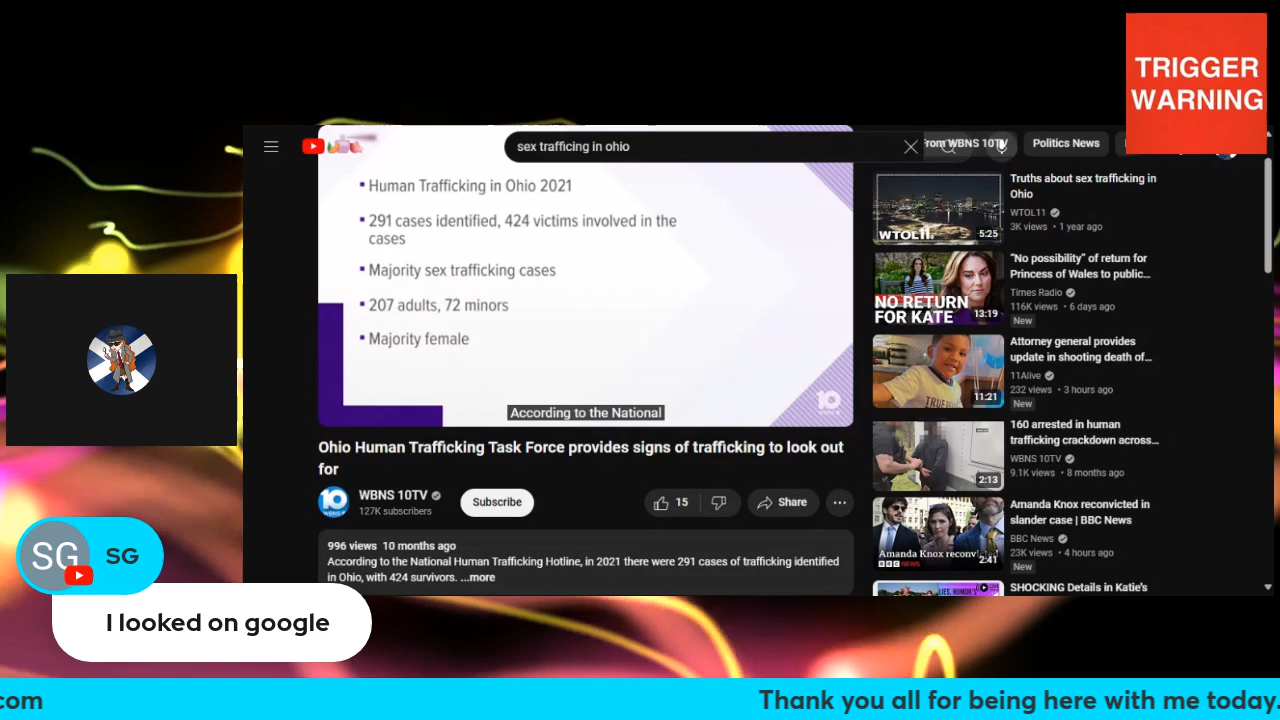 TRIGGER
WARNING
sex trafficing in ohio
From WBNS 10TV
Politics News
Human Trafficking in Ohio 2021
291 cases identified, 424 victims involved in the
cases
Majority sex trafficking cases
207 adults, 72 minors
Majority female
10
According to the National
Ohio Human Trafficking Task Force provides signs of trafficking to look out
for
WBNS 10TV
127K subscribers
Subscribe
15
Share
996 views 10 months ago
According to the National Human Trafficking Hotline, in 2021 there were 291 cases of trafficking identified
in Ohio, with 424 survivors. ...more
WTOL11
5:25
Truths about sex trafficking in
Ohio
WTOL11
3K views • 1 year ago
NO RETURN
FOR KATE
13:19
“No possibility” of return for
Princess of Wales to public...
Times Radio
116K views • 6 days ago
New
11:21
Attorney general provides
update in shooting death of...
11Alive
232 views • 3 hours ago
New
2:13
160 arrested in human
trafficking crackdown across...
WBNS 10TV
9.1K views • 8 months ago
Amanda Knox reconvic
BBC NEWS
2:41
Amanda Knox reconvicted in
slander case | BBC News
BBC News
23K views • 4 hours ago
New
SHOCKING Details in Katie's
SG
SG
I looked on google
com
Thank you all for being here with me today.